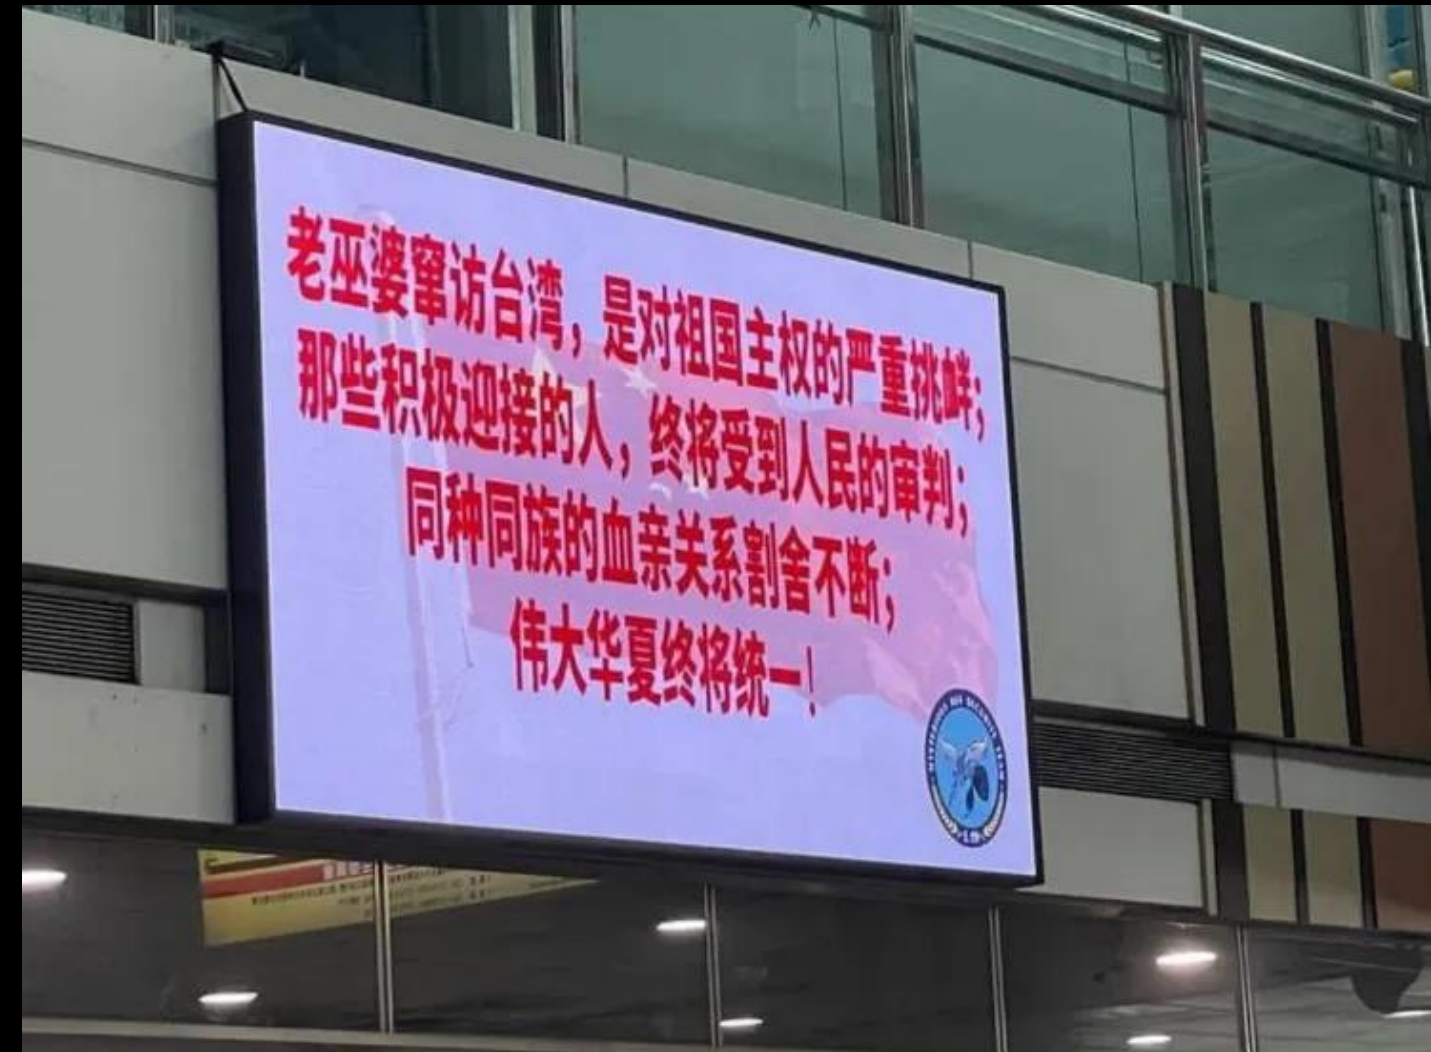 老巫婆窜访台湾，是对祖国主权的严重挑衅；
那些积极迎接的人，终将受到人民的审判；
同种同族的血亲关系割舍不断；
伟大华夏终将统一！